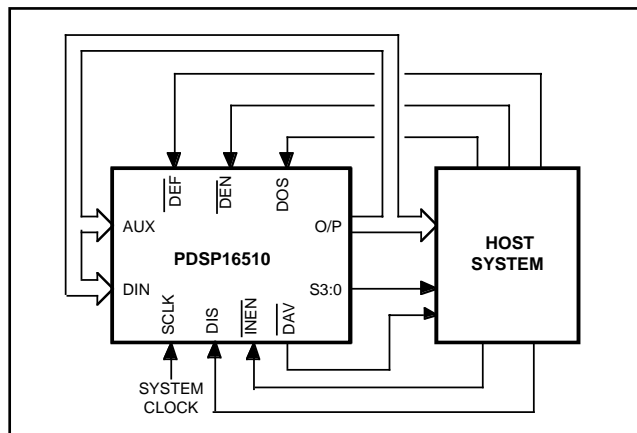 DEF
DEN
DOS
AUX
O/P
PDSP16510
HOST
SYSTEM
DIN
S3:0
SCLK
DIS
INEN
DAV
SYSTEM
CLOCK